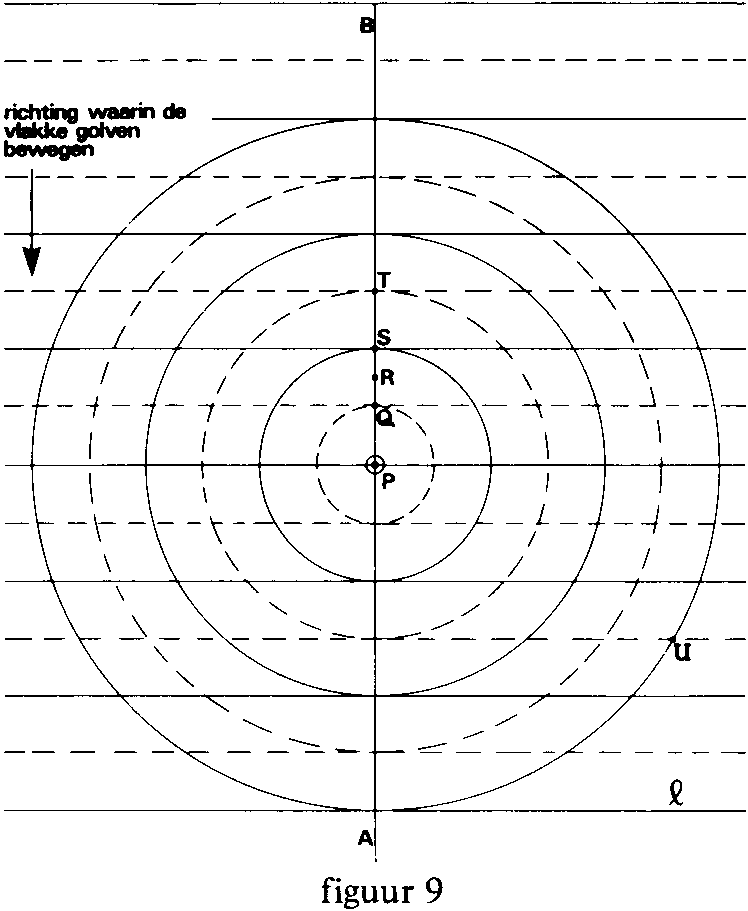 B
richting waarin de
vlakke golven
bewegen
T
S
R
Q
P
u
ℓ
A
figuur 9